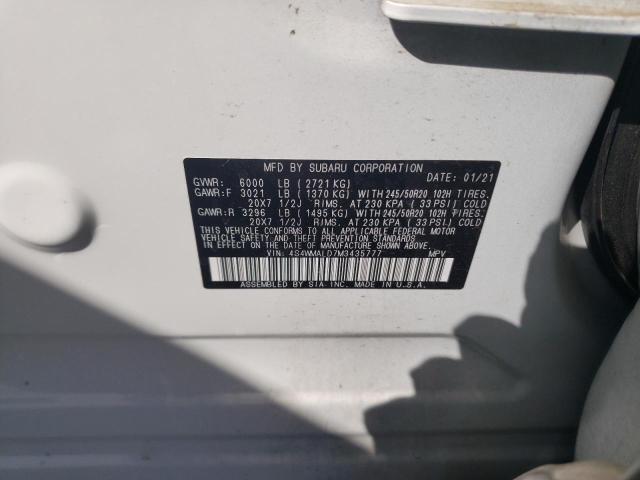 MFD BY SUBARU CORPORATION
DATE: 01/21
GVWR: 6000 LB (2721KG)
GAWR:F 3021 LB (1370KG) WITH 245/50R20 102H TIRES.
20X7 1/2J RIMS. AT 230 KPA (33PSI) COLD
GAWR:R 3296 LB (1495KG) WITH 245/50R20 102H TIRES.
20X7 1/2J RIMS. AT 230 KPA (33PSI) COLD
THIS VEHICLE CONFORMS TO ALL APPLICABLE FEDERAL MOTOR
VEHICLE SAFETY AND THEFT PREVENTION STANDARDS
IN EFFECT ON THE DATE OF MANUFACTURE SHOWN ABOVE.
VIN: 4S4WMALD7M3435777 MPV
ASSEMBLED BY SIA INC. MADE IN U.S.A.